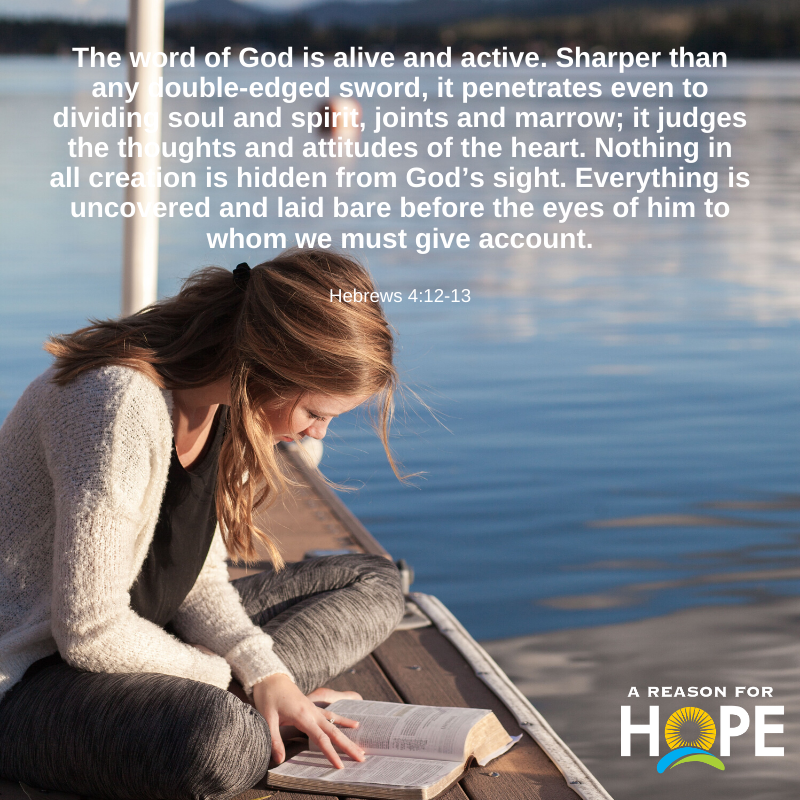 The word of God is alive and active. Sharper than
any double-edged sword, it penetrates even to
dividing soul and spirit, joints and marrow; it judges
the thoughts and attitudes of the heart. Nothing in
all creation is hidden from God’s sight. Everything is
uncovered and laid bare before the eyes of him to
whom we must give account.
Hebrews 4:12-13
A REASON FOR
HOPE